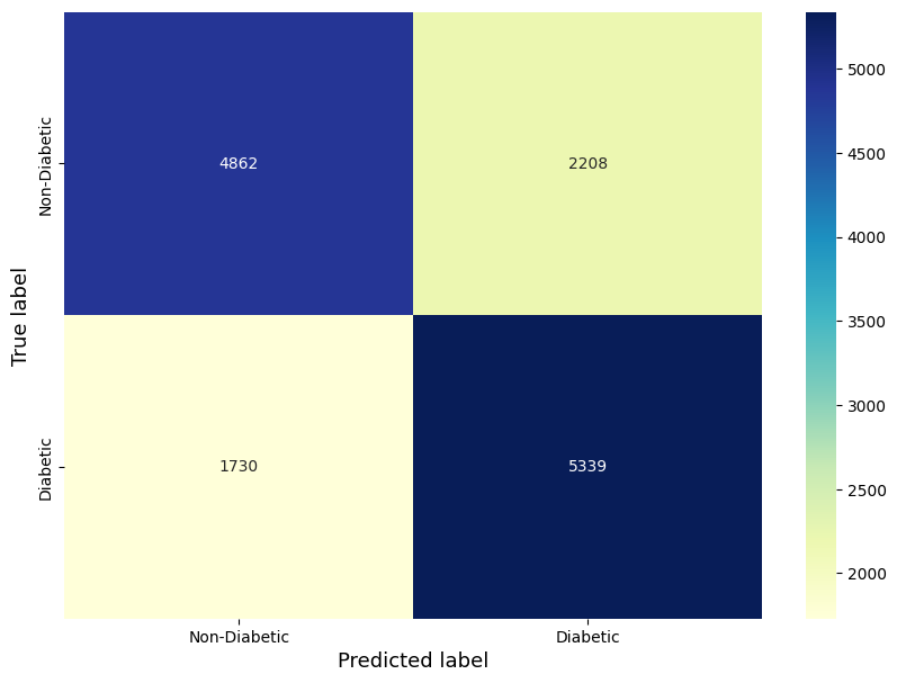 True label
Non-Diabetic
Diabetic
4862
2208
1730
5339
Non-Diabetic
Diabetic
Predicted label
5000
4500
4000
3500
3000
2500
2000